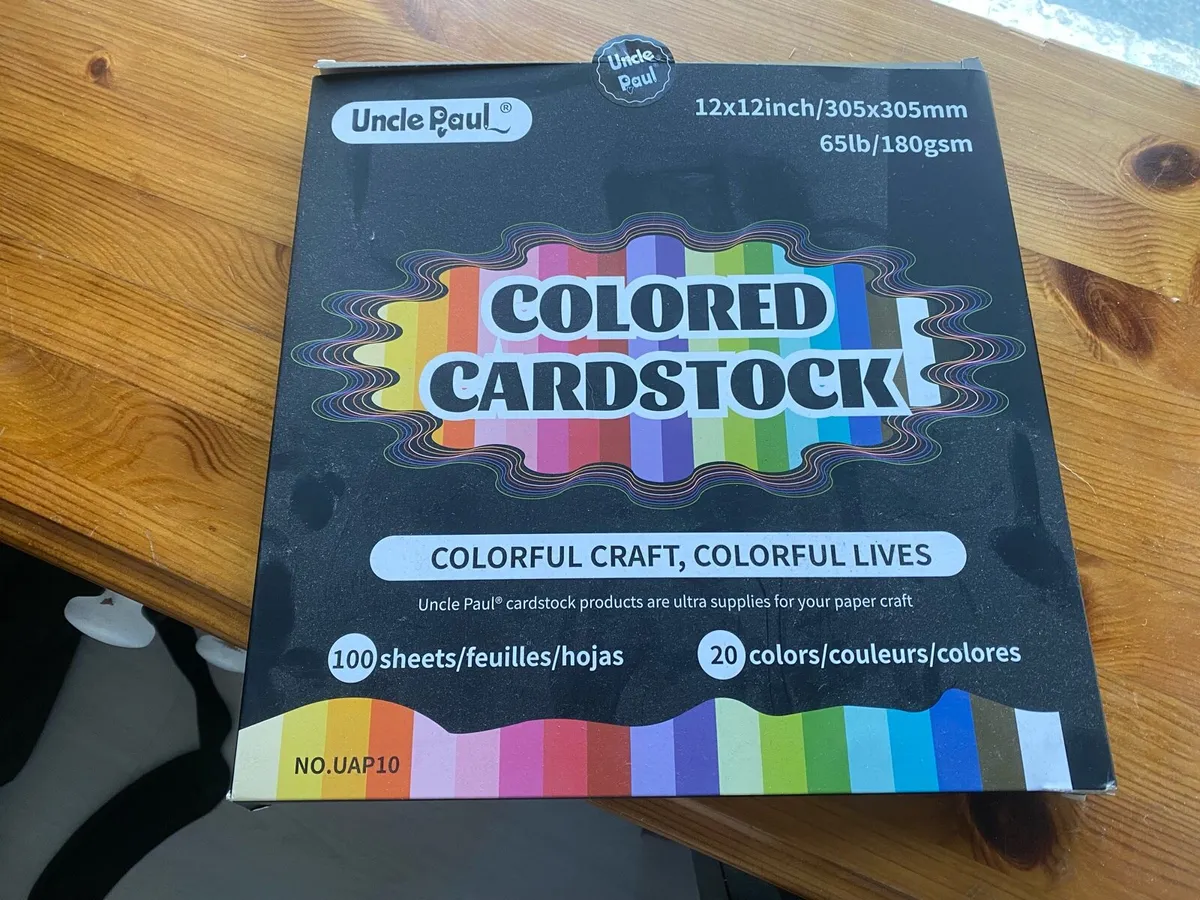 Uncle Paul
Uncle Paul®
12x12inch/305x305mm
65lb/180gsm
COLORED
CARDSTOCK
COLORFUL CRAFT, COLORFUL LIVES
Uncle Paul® cardstock products are ultra supplies for your paper craft
100 sheets/feuilles/hojas
20 colors/couleurs/colores
NO.UAP10